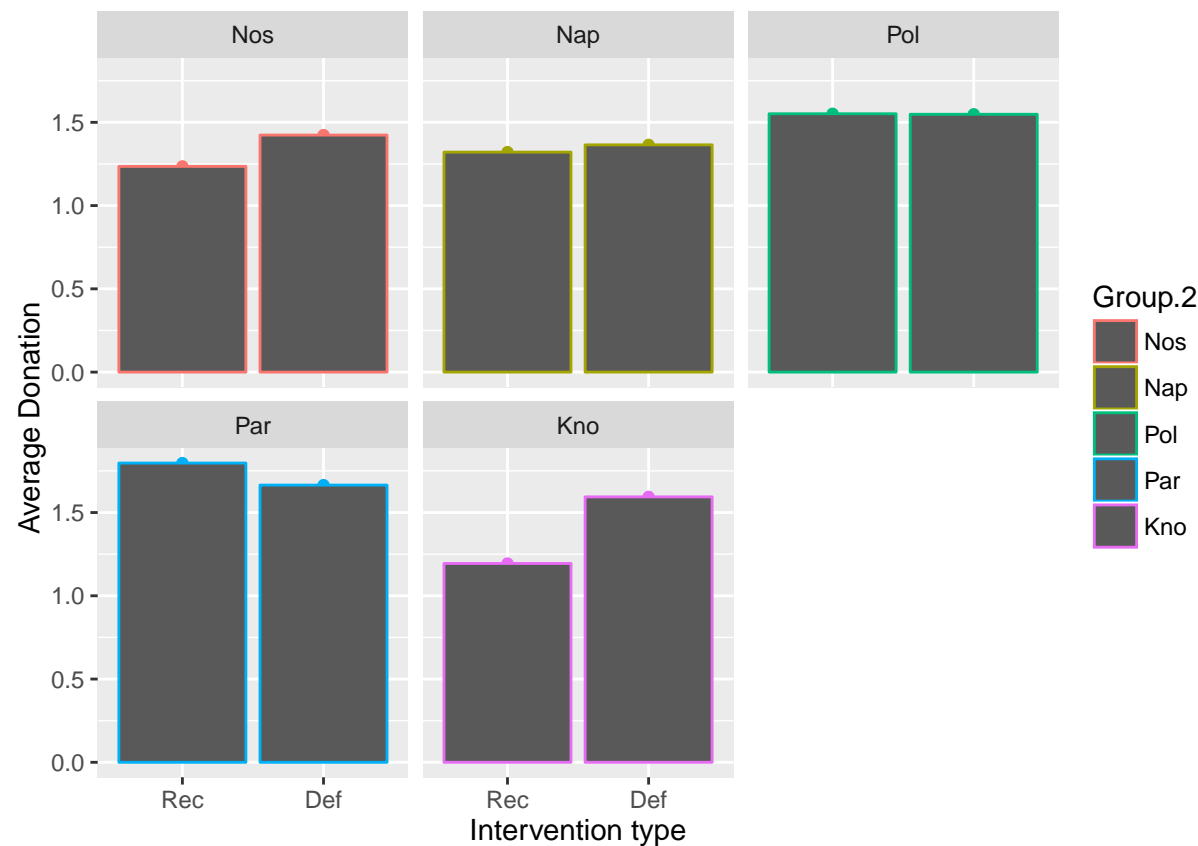 Nos
Nap
Pol
1.5
1.0
0.5
0.0
Par
Kno
1.5
1.0
0.5
0.0
Rec
Def
Rec
Def
Intervention type
Average Donation
Group.2
Nos
Nap
Pol
Par
Kno